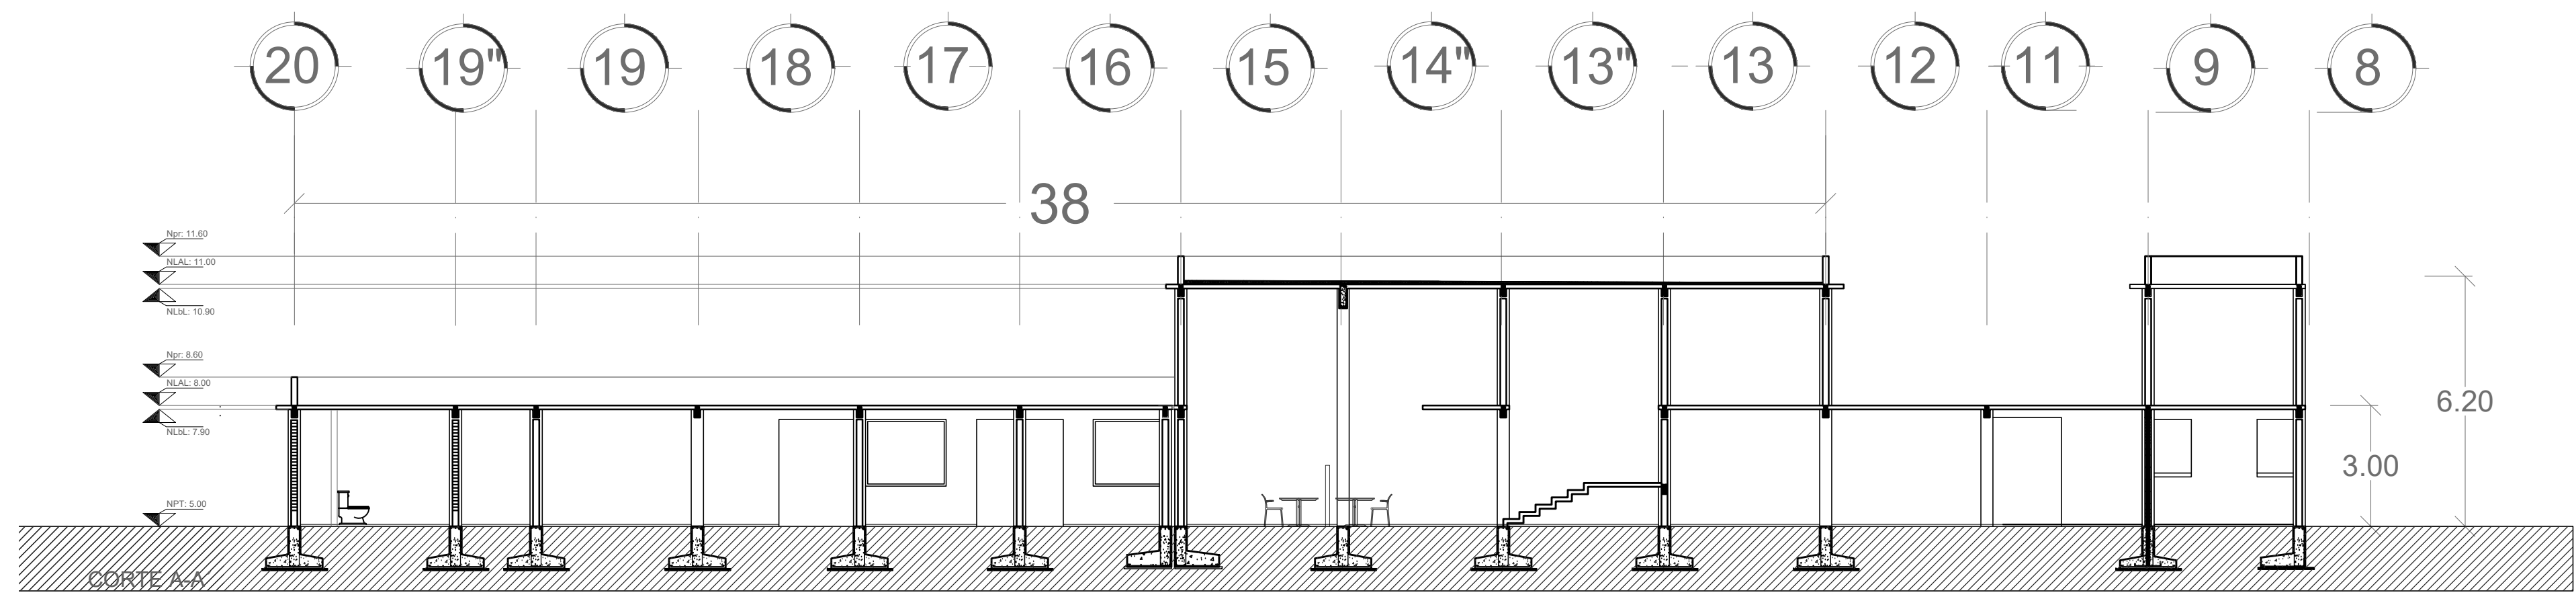 20 19" 19 18 17 16 15 14" 13" 13 12 11 9 8
38
Npr: 11.60
NLAL: 11.00
NLbL: 10.90
Npr: 8.60
NLAL: 8.00
NLbL: 7.90
6.20
3.00
NPT: 5.00
CORTE A-A